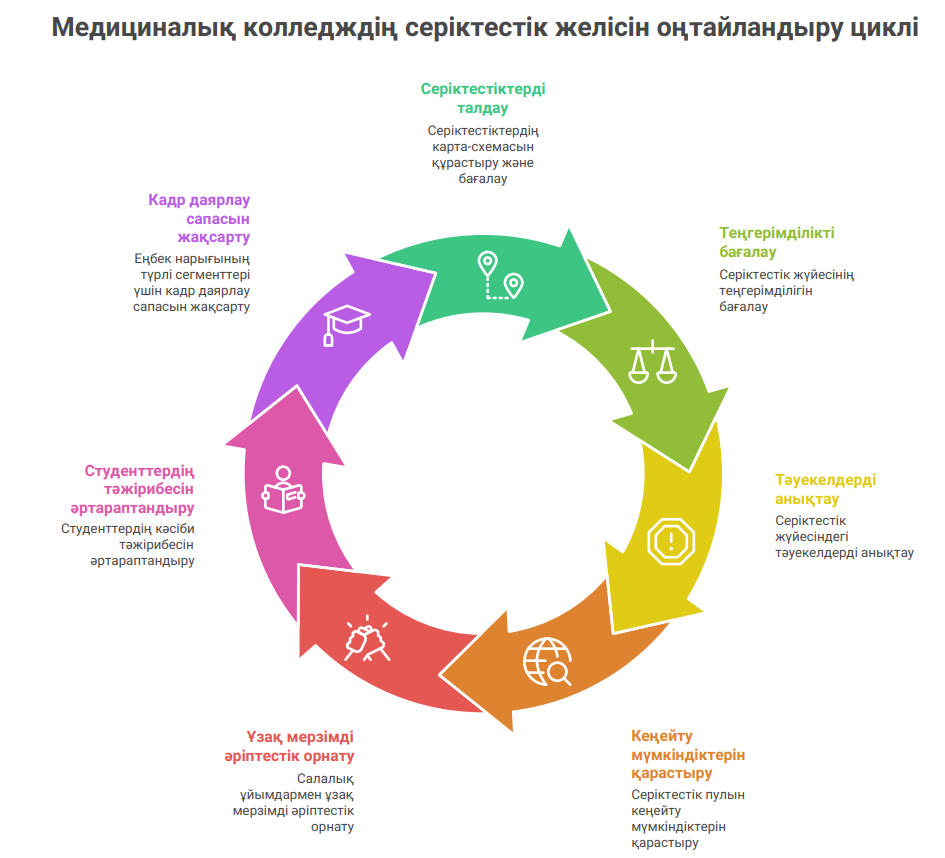 Медициналық колледждің серіктестік желісін оңтайландыру циклі
Серіктестіктерді
талдау
Серіктестіктердің
карта-схемасын
құрастыру және
бағалау
Теңгерімділікті
бағалау
Серіктестік жүйесінің
теңгерімділігін
бағалау
Тәуекелдерді
анықтау
Серіктестік
жүйесіндегі
тәуекелдерді анықтау
Кеңейту
мүмкіндіктерін
қарастыру
Серіктестік пулын
кеңейту
мүмкіндіктерін
қарастыру
Ұзақ мерзімді
әріптестік орнату
Салалық
ұйымдармен ұзақ
мерзімді әріптестік
орнату
Студенттердің
тәжірибесін
әртараптандыру
Студенттердің кәсіби
тәжірибесін
әртараптандыру
Кадр даярлау
сапасын
жақсарту
Еңбек нарығының
түрлі сегменттері
үшін кадр даярлау
сапасын жақсарту